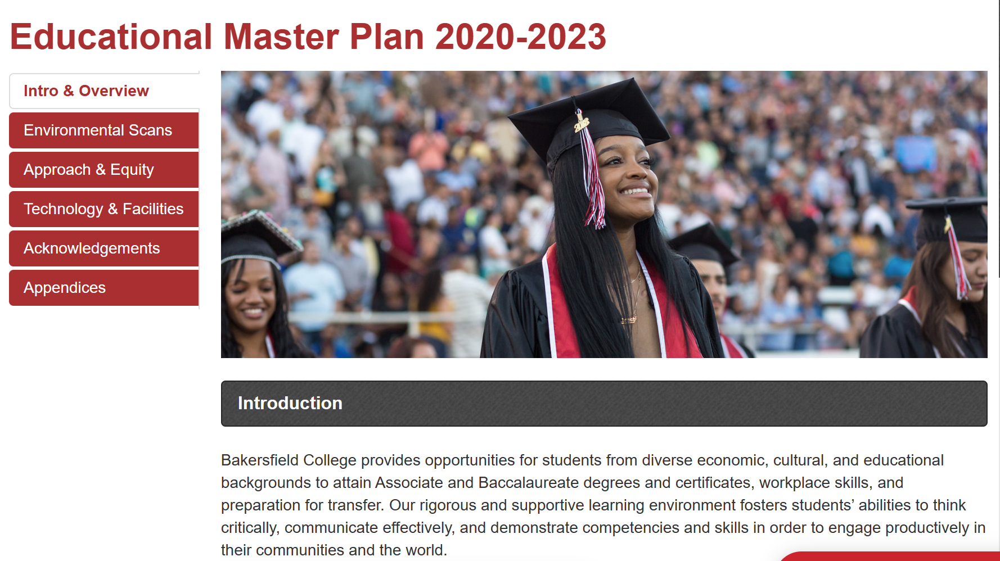 Educational Master Plan 2020-2023
Intro & Overview
Environmental Scans
Approach & Equity
Technology & Facilities
Acknowledgements
Appendices
Introduction
Bakersfield College provides opportunities for students from diverse economic, cultural, and educational
backgrounds to attain Associate and Baccalaureate degrees and certificates, workplace skills, and
preparation for transfer. Our rigorous and supportive learning environment fosters students’ abilities to think
critically, communicate effectively, and demonstrate competencies and skills in order to engage productively in
their communities and the world.